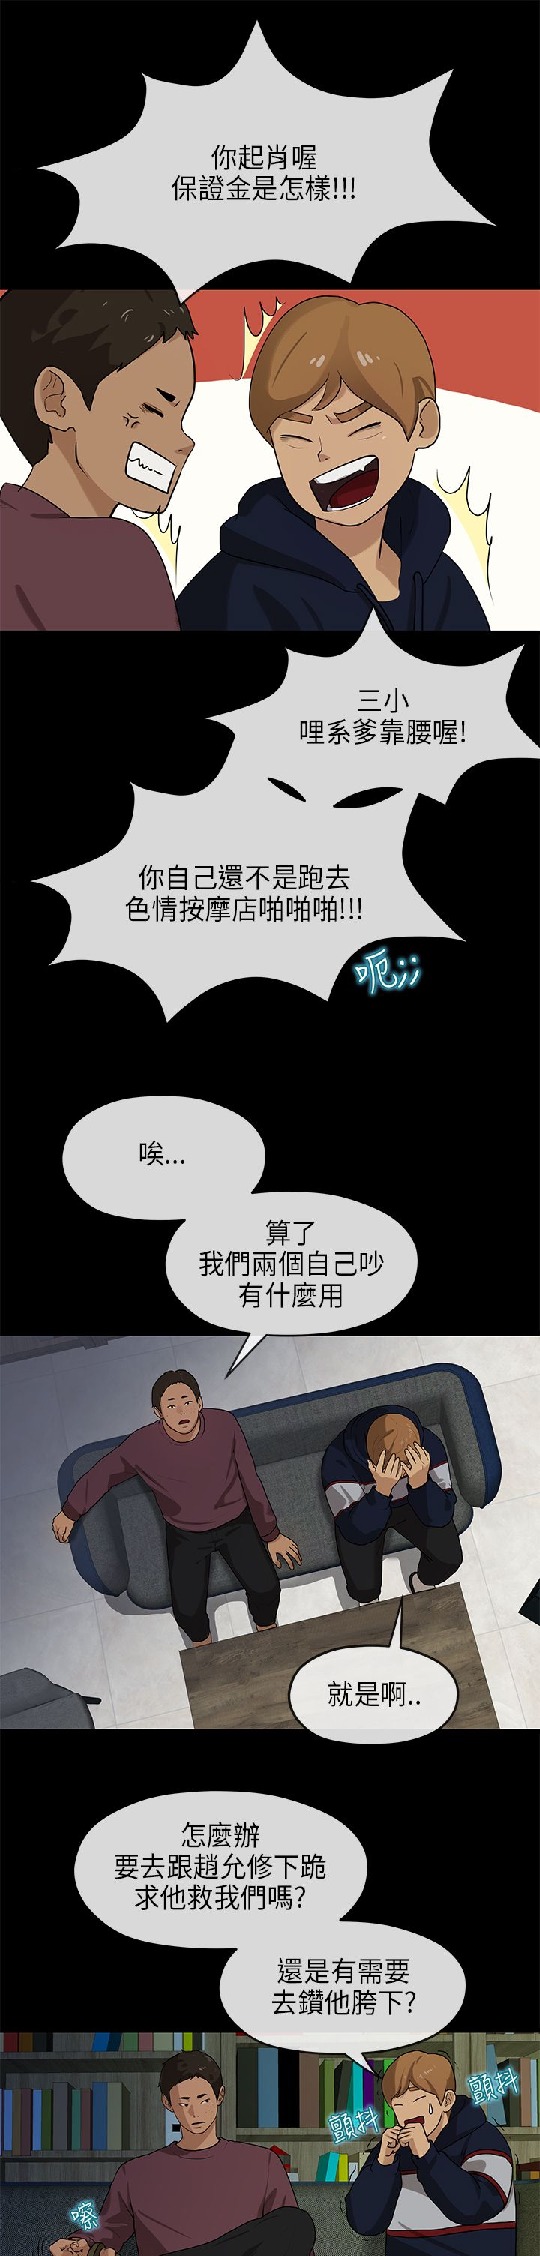 你起肖喔
保證金是怎樣!!!
三小
哩系爹靠腰喔!
你自己還不是跑去
色情按摩店啪啪啪!!!
呃;;
唉...
算了
我們兩個自己吵
有什麼用
就是啊..
怎麼辦
要去跟趙允修下跪
求他救我們嗎?
還是有需要
去鑽他胯下?
顫抖
顫抖
嚓